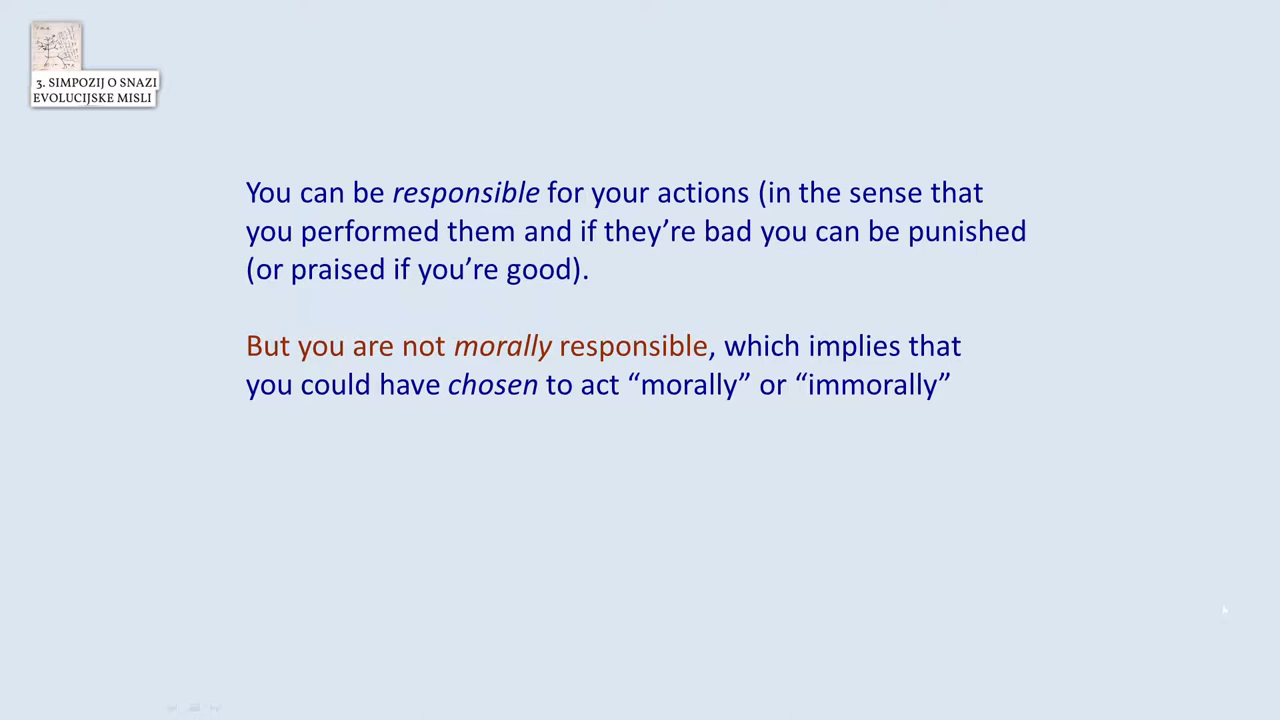 3. SIMPOZIJ O SNAZI
EVOLUCIJSKE MISLI
You can be responsible for your actions (in the sense that
you performed them and if they’re bad you can be punished
(or praised if you’re good).
But you are not morally responsible, which implies that
you could have chosen to act “morally” or “immorally”